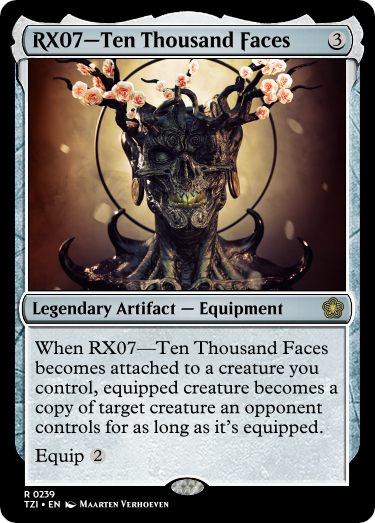 RX07—Ten Thousand Faces 3
Legendary Artifact — Equipment
When RX07—Ten Thousand Faces
becomes attached to a creature you
control, equipped creature becomes a
copy of target creature an opponent
controls for as long as it's equipped.
Equip 2
R 0239
TZI • EN Maarten Verhoeven